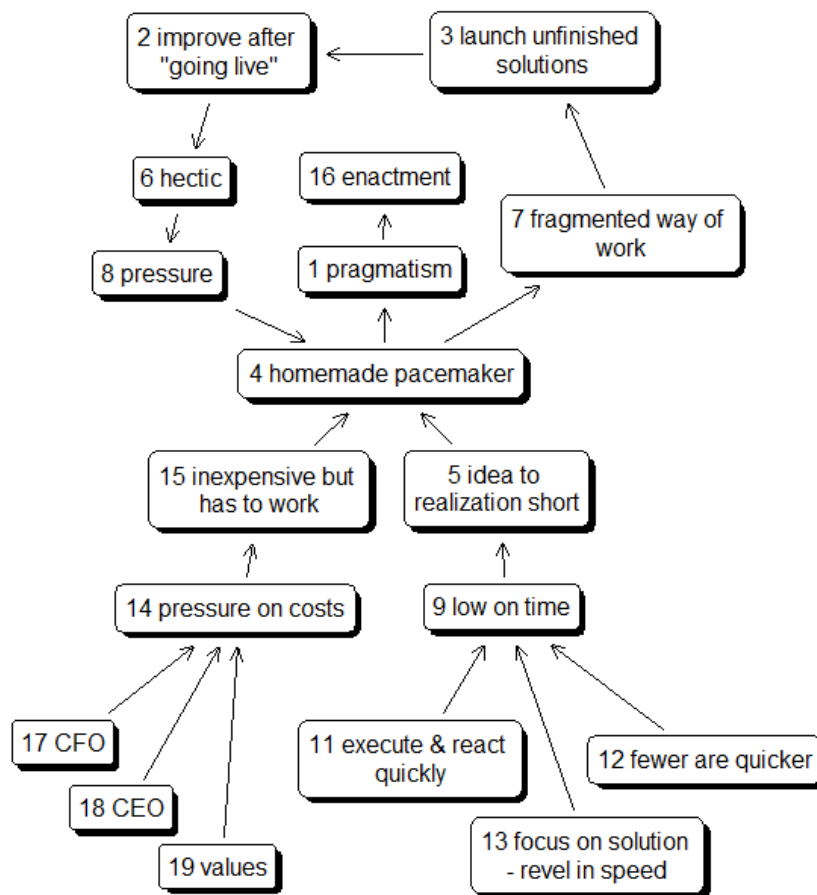 2 improve after
"going live"
3 launch unfinished
solutions
6 hectic
16 enactment
7 fragmented way of
work
8 pressure
1 pragmatism
4 homemade pacemaker
15 inexpensive but
has to work
5 idea to
realization short
14 pressure on costs
9 low on time
17 CFO
11 execute & react
quickly
12 fewer are quicker
18 CEO
13 focus on solution
- revel in speed
19 values